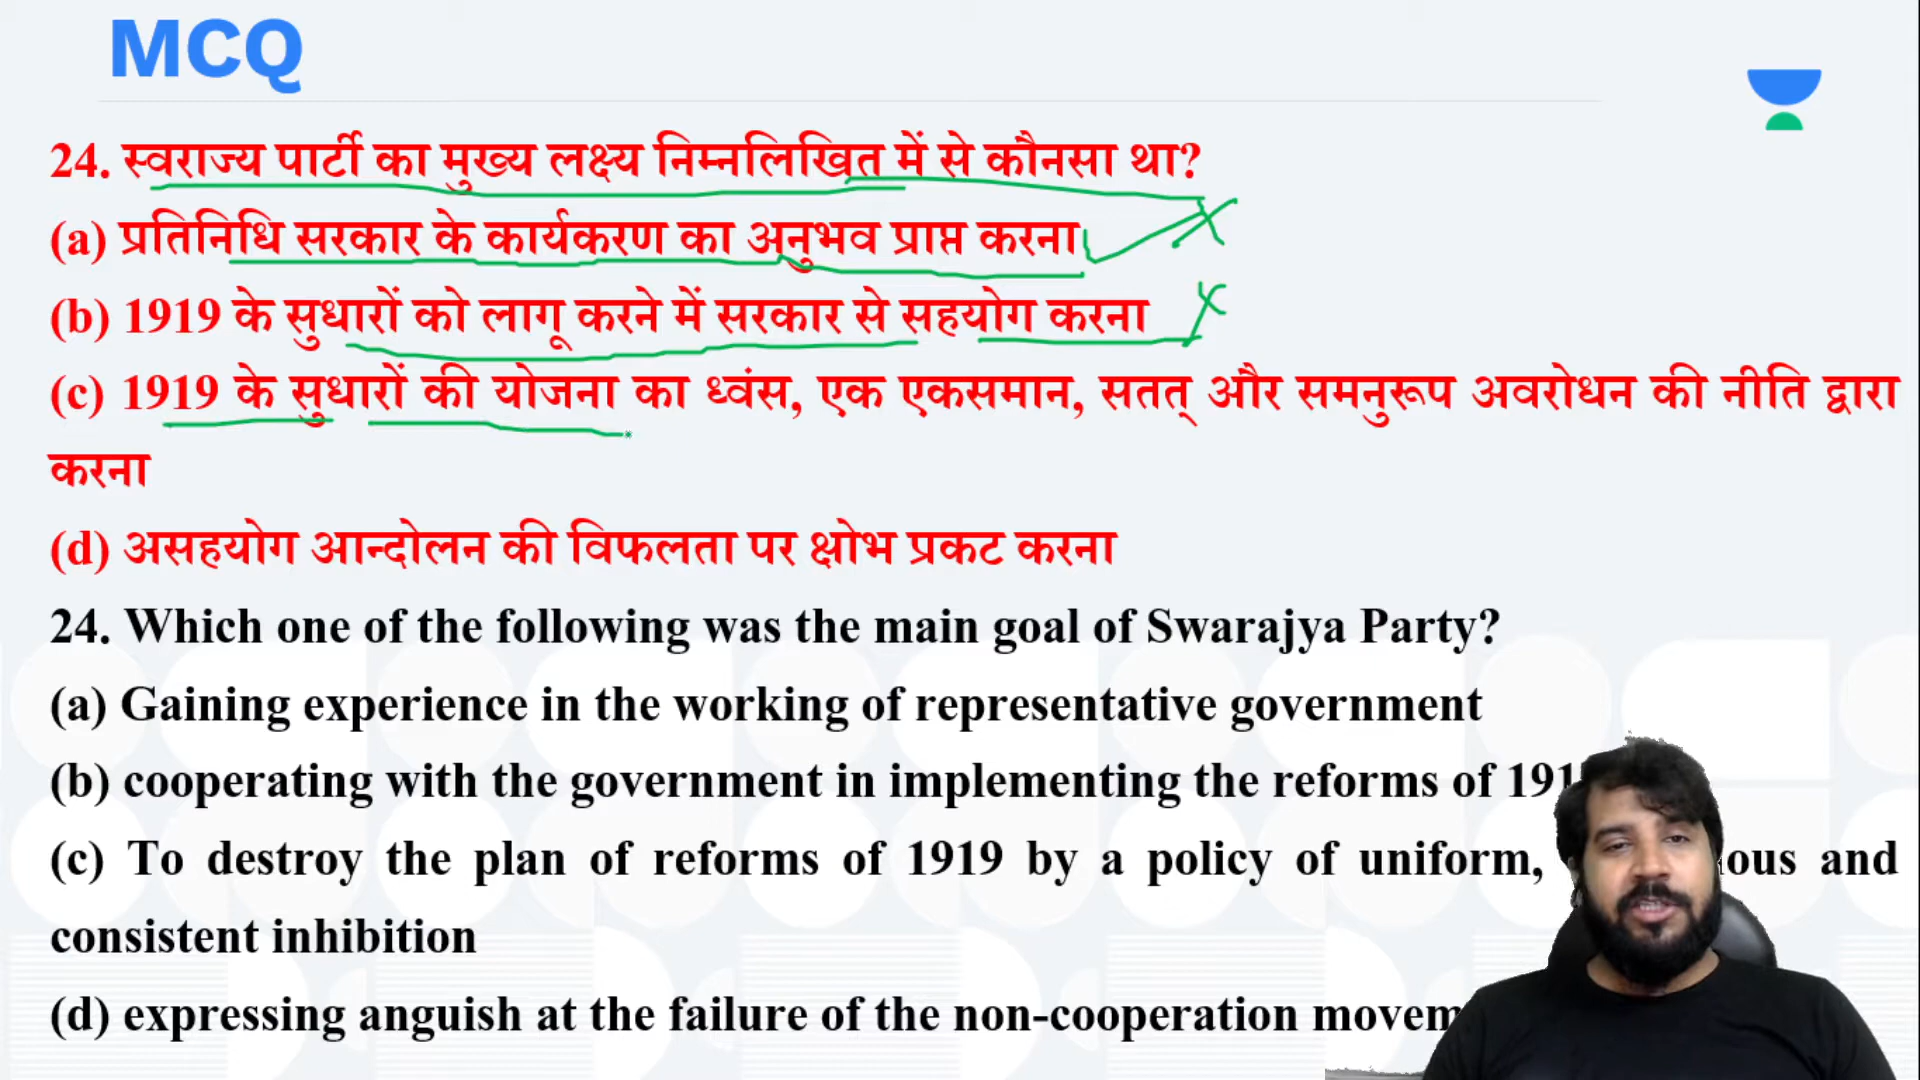 MCQ
24. स्वराज्य पार्टी का मुख्य लक्ष्य निम्नलिखित में से कौनसा था?
(a) प्रतिनिधि सरकार के कार्यकरण का अनुभव प्राप्त करना
(b) 1919 के सुधारों को लागू करने में सरकार से सहयोग करना
(c) 1919 के सुधारों की योजना का ध्वंस, एक एकसमान, सतत् और समनुरूप अवरोधन की नीति द्वारा
करना
(d) असहयोग आन्दोलन की विफलता पर क्षोभ प्रकट करना
24. Which one of the following was the main goal of Swarajya Party?
(a) Gaining experience in the working of representative government
(b) cooperating with the government in implementing the reforms of
(c) To destroy the plan of reforms of 1919 by a policy of uniform, and
consistent inhibition
(d) expressing anguish at the failure of the non-cooperation